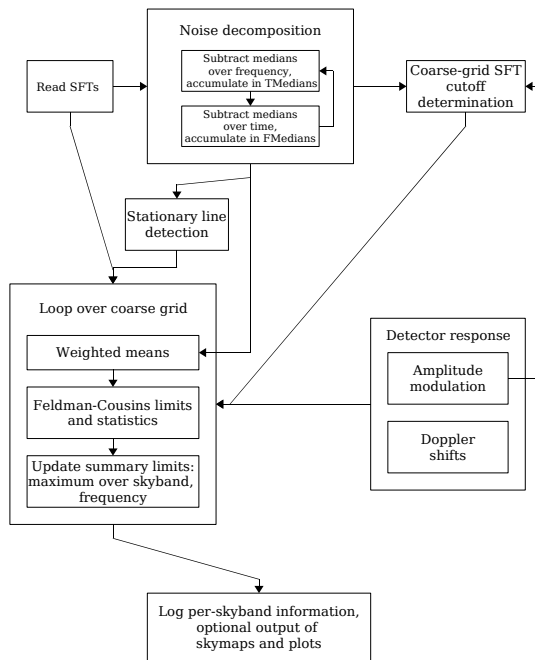 Noise decomposition
Read SFTs
Subtract medians
over frequency,
accumulate in TMedians
Subtract medians
over time,
accumulate in FMedians
Coarse-grid SFT
cutoff
determination
Stationary line
detection
Loop over coarse grid
Weighted means
Feldman-Cousins limits
and statistics
Update summary limits:
maximum over skyband,
frequency
Detector response
Amplitude
modulation
Doppler
shifts
Log per-skyband information,
optional output of
skymaps and plots